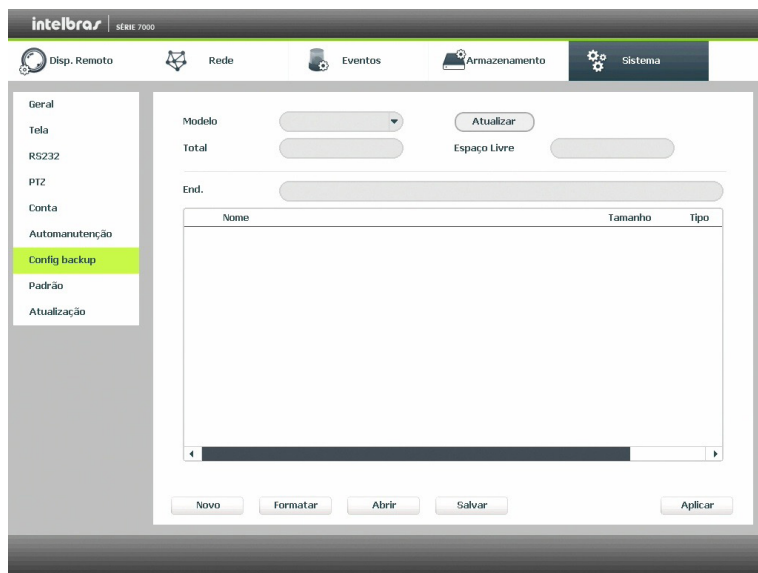 intelbras SÉRIE 7000
Disp. Remoto Rede Eventos Armazenamento Sistema
Geral
Tela
RS232
PTZ
Conta
Automanutenção
Config backup
Padrão
Atualização
Modelo Atualizar
Total Espaço Livre
End.
Nome Tamanho Tipo
Novo Formatar Abrir Salvar Aplicar